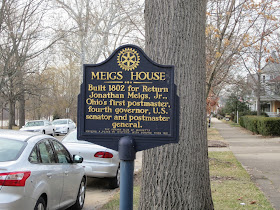 MEIGS HOUSE
Built 1802 for Return
Jonathan Meigs, Jr.,
Ohio's first postmaster,
fourth governor, U.S.
senator and postmaster
general.